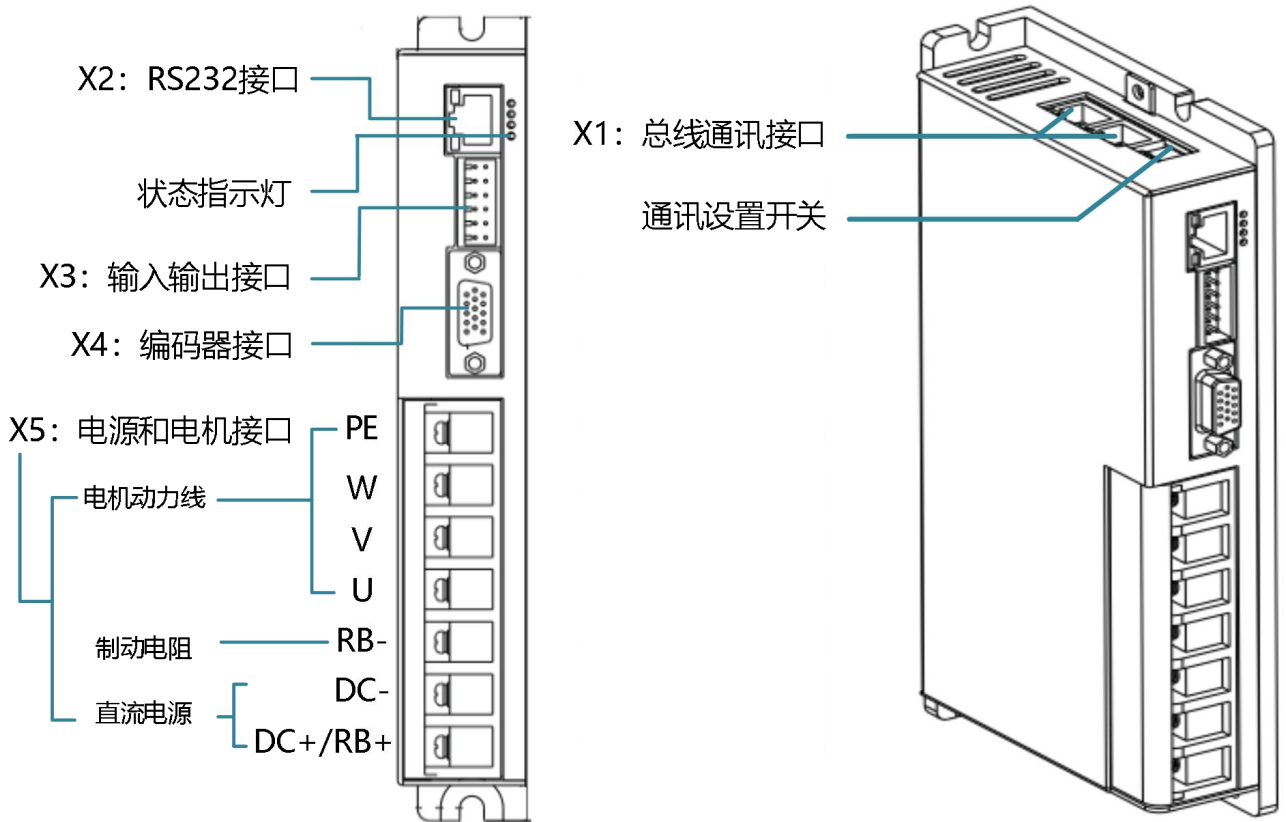 X2：RS232接口
状态指示灯
X3：输入输出接口
X4：编码器接口
X5：电源和电机接口
PE
电机动力线
W
V
U
制动电阻
RB-
DC-
直流电源
DC+/RB+
X1：总线通讯接口
通讯设置开关